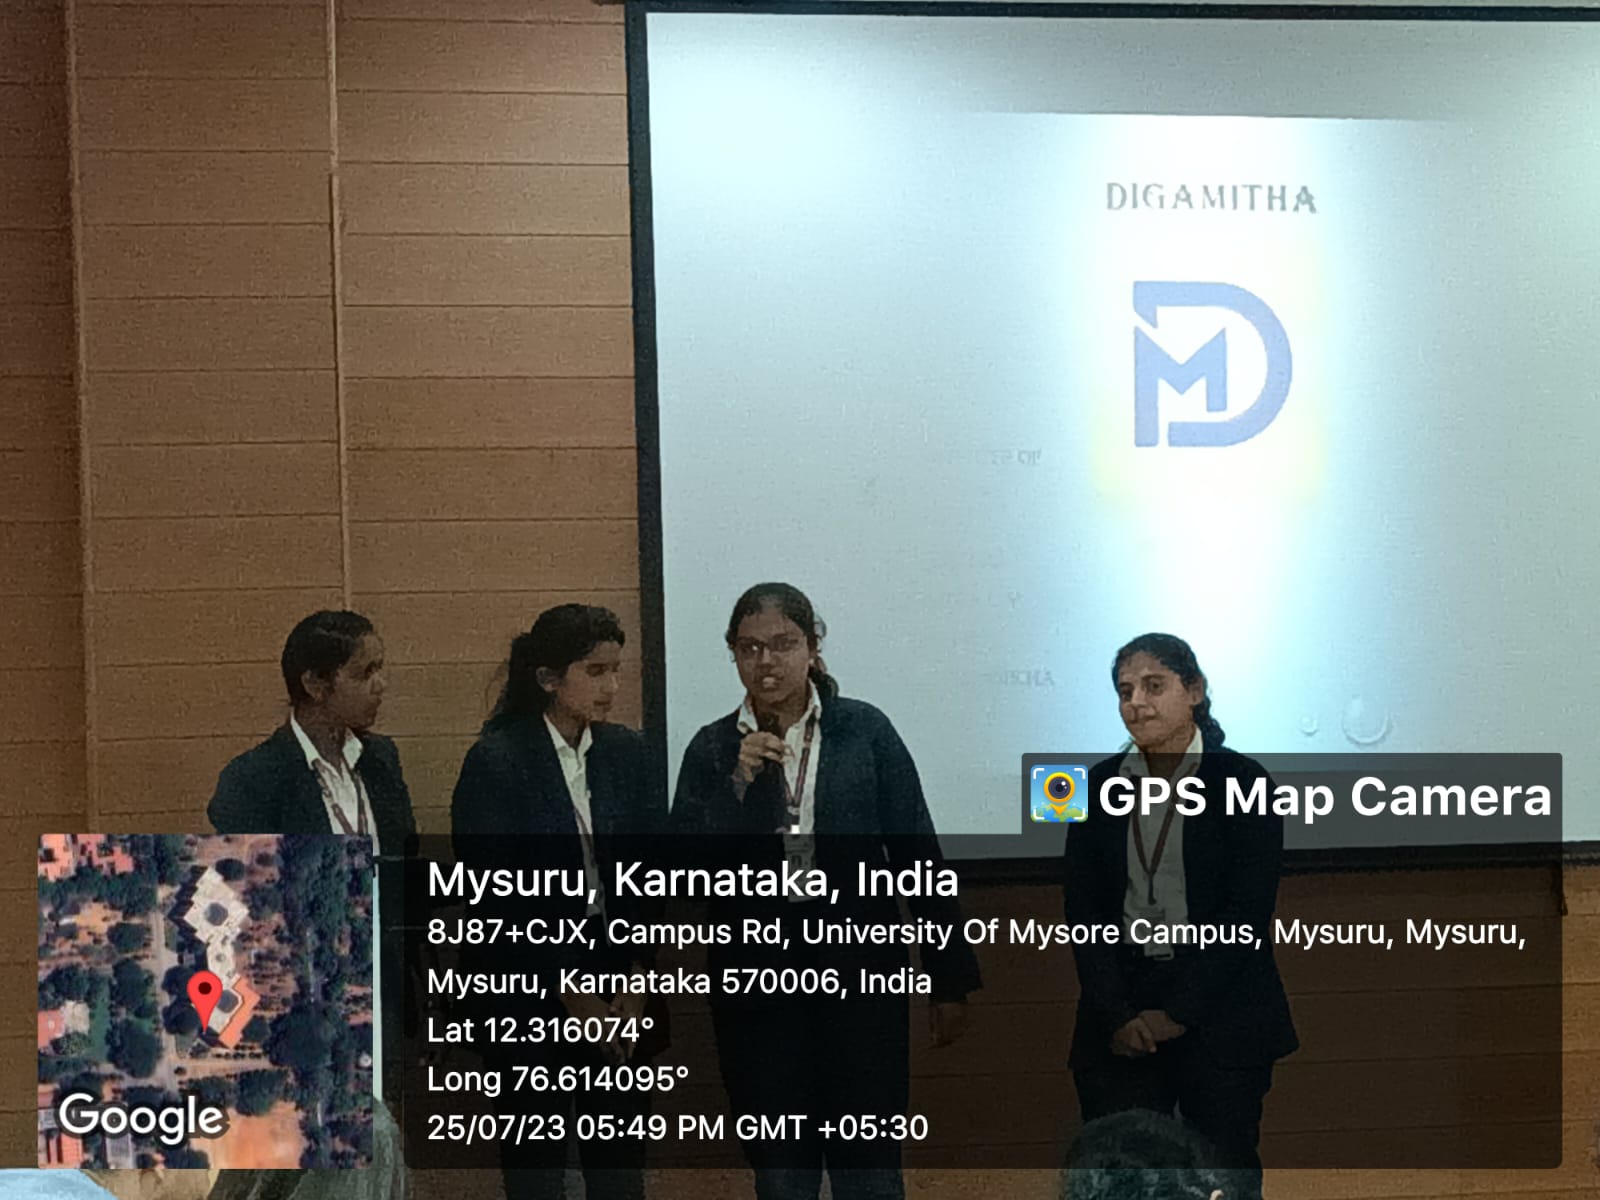 DIGAMITHA
GPS Map Camera
Mysuru, Karnataka, India
8J87+CJX, Campus Rd, University Of Mysore Campus, Mysuru, Mysuru,
Mysuru, Karnataka 570006, India
Lat 12.316074°
Long 76.614095°
25/07/23 05:49 PM GMT +05:30
Google